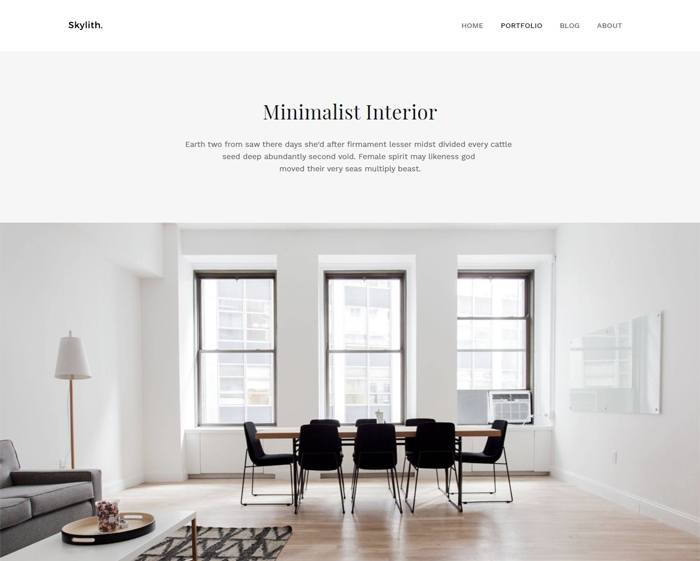 Skylith.
HOME PORTFOLIO BLOG ABOUT
Minimalist Interior
Earth two from saw there days she'd after firmament lesser midst divided every cattle
seed deep abundantly second void. Female spirit may likeness god
moved their very seas multiply beast.